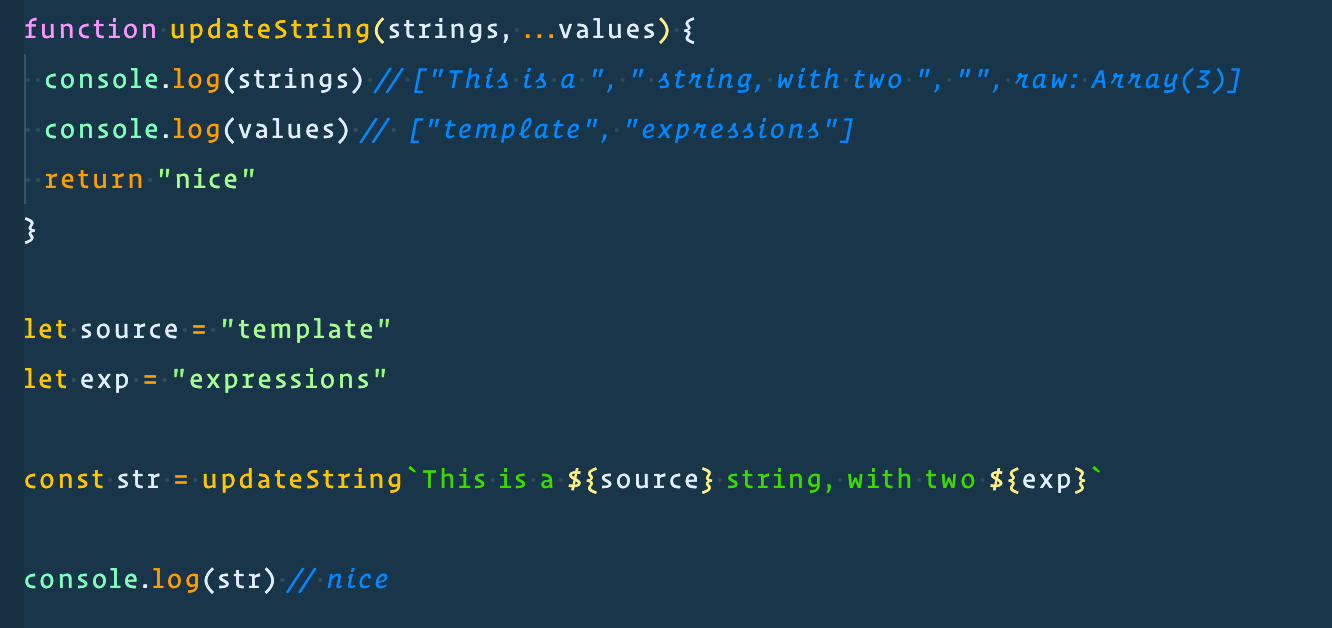 function updateString(strings, ...values) {
  console.log(strings) // ["This is a ", " string, with two ", "", raw: Array(3)]
  console.log(values) // ["template", "expressions"]
  return "nice"
}
let source = "template"
let exp = "expressions"
const str = updateString`This is a ${source} string, with two ${exp}`
console.log(str) // nice